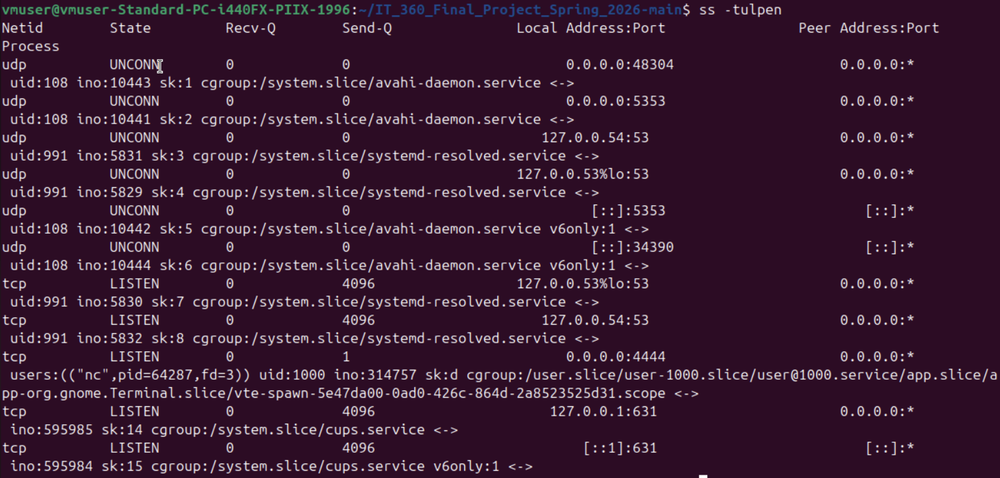 vmuser@vmuser-Standard-PC-i440FX-PIIX-1996:~/IT_360_Final_Project_Spring_2026-main$ ss -tulpen
Netid State Recv-Q Send-Q Local Address:Port Peer Address:Port
Process
udp UNCONN 0 0 0.0.0.0:48304 0.0.0.0:*
uid:108 ino:10443 sk:1 cgroup:/system.slice/avahi-daemon.service <->
udp UNCONN 0 0 0.0.0.0:5353 0.0.0.0:*
uid:108 ino:10441 sk:2 cgroup:/system.slice/avahi-daemon.service <->
udp UNCONN 0 0 127.0.0.54:53 0.0.0.0:*
uid:991 ino:5831 sk:3 cgroup:/system.slice/systemd-resolved.service <->
udp UNCONN 0 0 127.0.0.53%lo:53 0.0.0.0:*
uid:991 ino:5829 sk:4 cgroup:/system.slice/systemd-resolved.service <->
udp UNCONN 0 0 [::]:5353 [::]:*
uid:108 ino:10442 sk:5 cgroup:/system.slice/avahi-daemon.service v6only:1 <->
udp UNCONN 0 0 [::]:34390 [::]:*
uid:108 ino:10444 sk:6 cgroup:/system.slice/avahi-daemon.service v6only:1 <->
tcp LISTEN 0 4096 127.0.0.53%lo:53 0.0.0.0:*
uid:991 ino:5830 sk:7 cgroup:/system.slice/systemd-resolved.service <->
tcp LISTEN 0 4096 127.0.0.54:53 0.0.0.0:*
uid:991 ino:5832 sk:8 cgroup:/system.slice/systemd-resolved.service <->
tcp LISTEN 0 1 0.0.0.0:4444 0.0.0.0:*
users:(("nc",pid=64287,fd=3)) uid:1000 ino:314757 sk:d cgroup:/user.slice/user-1000.slice/user@1000.service/app.slice/a
pp-org.gnome.Terminal.slice/vte-spawn-5e47da00-0ad0-426c-864d-2a8523525d31.scope <->
tcp LISTEN 0 4096 127.0.0.1:631 0.0.0.0:*
ino:595985 sk:14 cgroup:/system.slice/cups.service <->
tcp LISTEN 0 4096 [::1]:631 [::]:*
ino:595984 sk:15 cgroup:/system.slice/cups.service v6only:1 <->